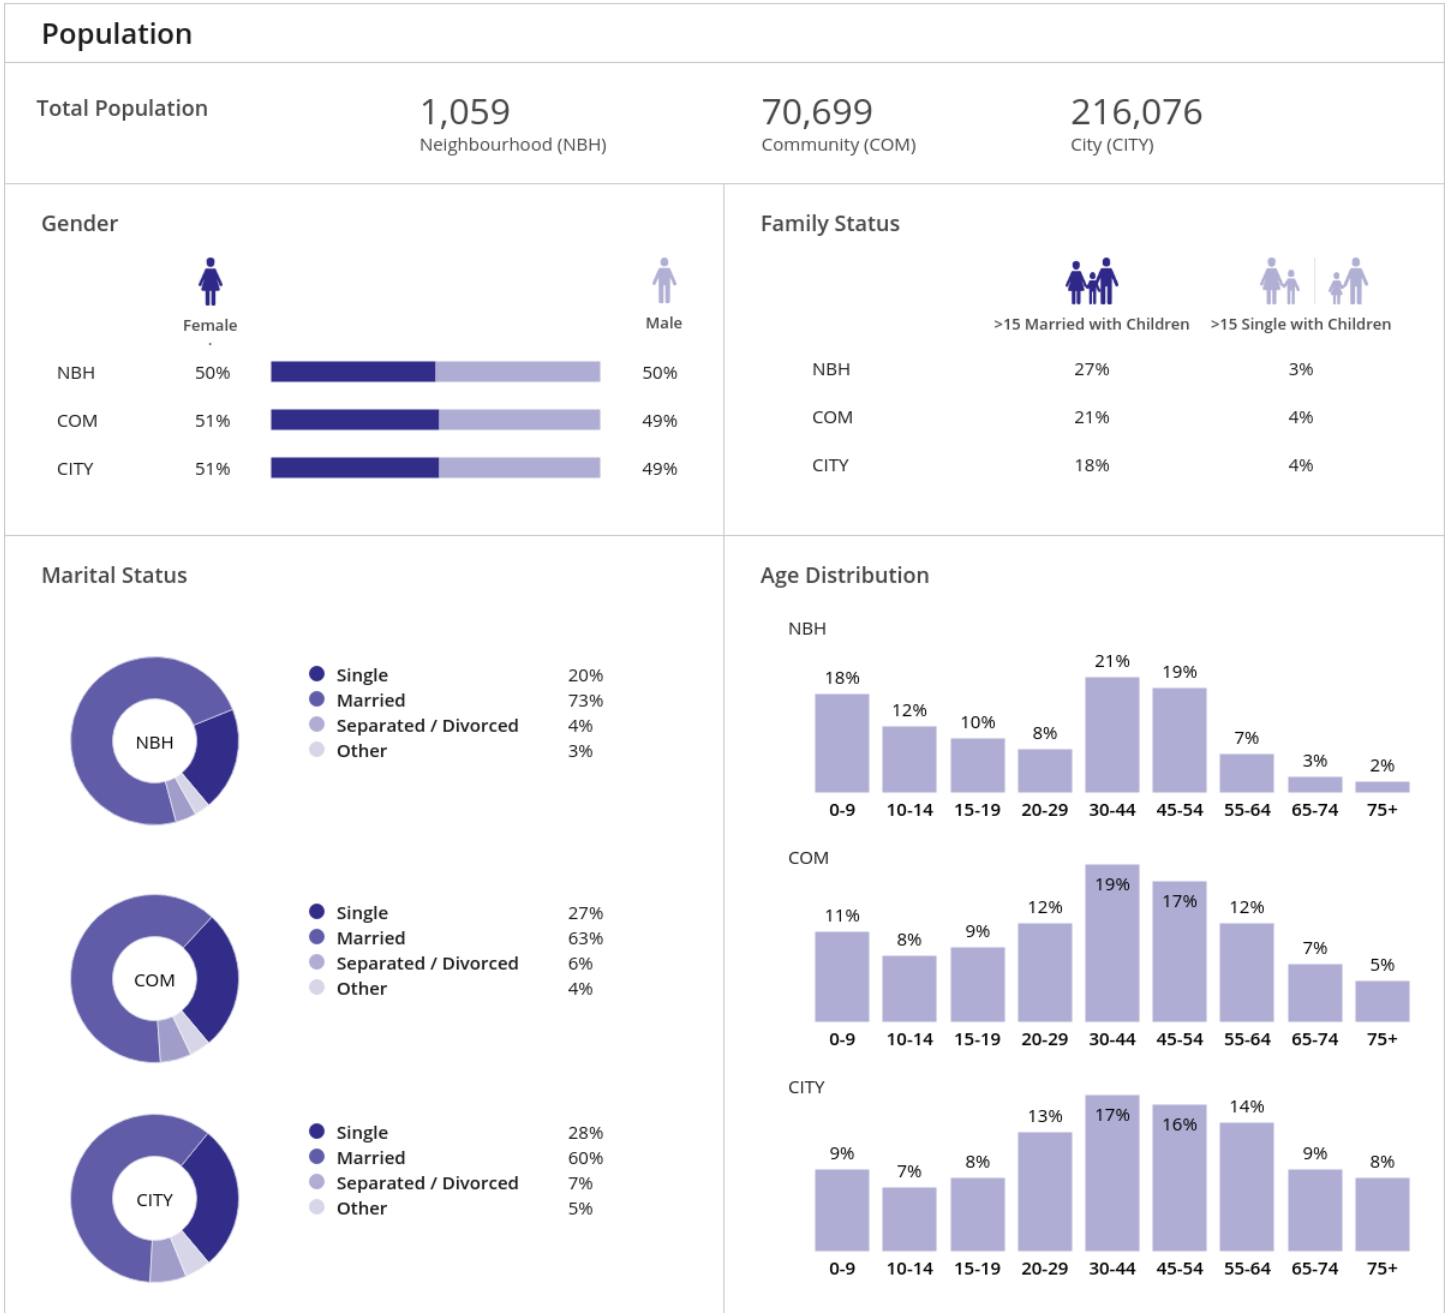 Population
Total Population
1,059
Neighbourhood (NBH)
70,699
Community (COM)
216,076
City (CITY)
Gender
Female
.
Male
NBH 50% 50%
COM 51% 49%
CITY 51% 49%
Family Status
>15 Married with Children >15 Single with Children
NBH 27% 3%
COM 21% 4%
CITY 18% 4%
Marital Status
NBH
Single 20%
Married 73%
Separated / Divorced 4%
Other 3%
COM
Single 27%
Married 63%
Separated / Divorced 6%
Other 4%
CITY
Single 28%
Married 60%
Separated / Divorced 7%
Other 5%
Age Distribution
NBH
18% 12% 10% 8% 21% 19% 7% 3% 2%
0-9 10-14 15-19 20-29 30-44 45-54 55-64 65-74 75+
COM
11% 8% 9% 12% 19% 17% 12% 7% 5%
0-9 10-14 15-19 20-29 30-44 45-54 55-64 65-74 75+
CITY
9% 7% 8% 13% 17% 16% 14% 9% 8%
0-9 10-14 15-19 20-29 30-44 45-54 55-64 65-74 75+